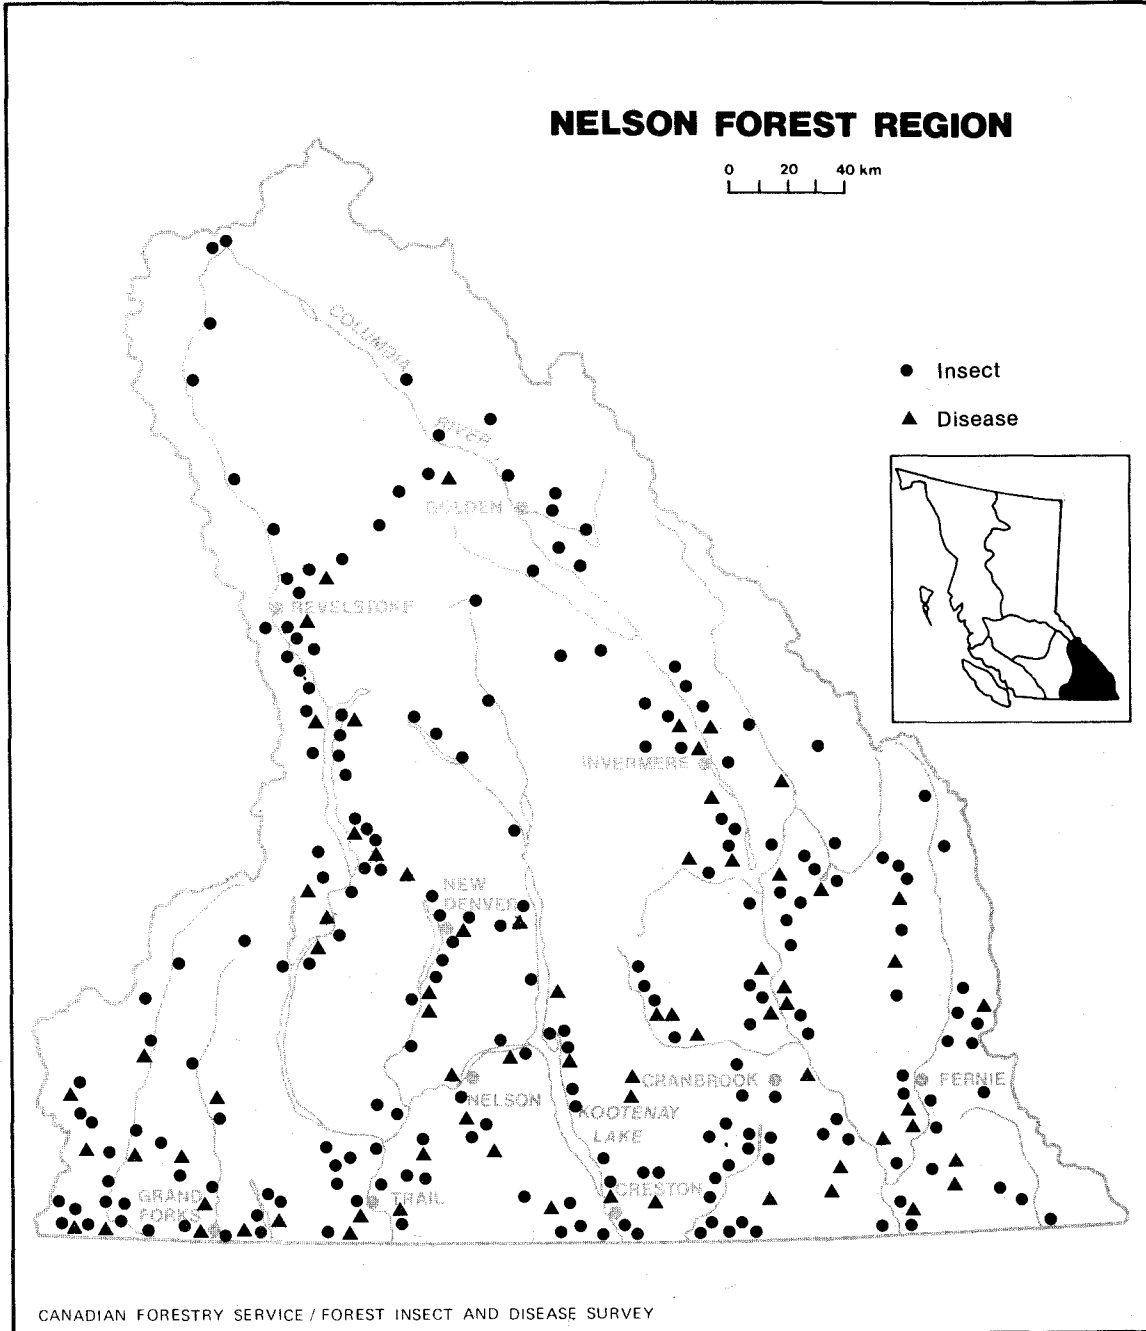 NELSON FOREST REGION
0 20 40 km
COLUMBIA
RIVER
Insect
Disease
GOLDEN
REVELSTOKE
INVERMERE
NEW
DENVER
CRANBROOK
FERNIE
NELSON
KOOTENAY
LAKE
CRESTON
GRAND
FORKS
TRAIL
CANADIAN FORESTRY SERVICE / FOREST INSECT AND DISEASE SURVEY